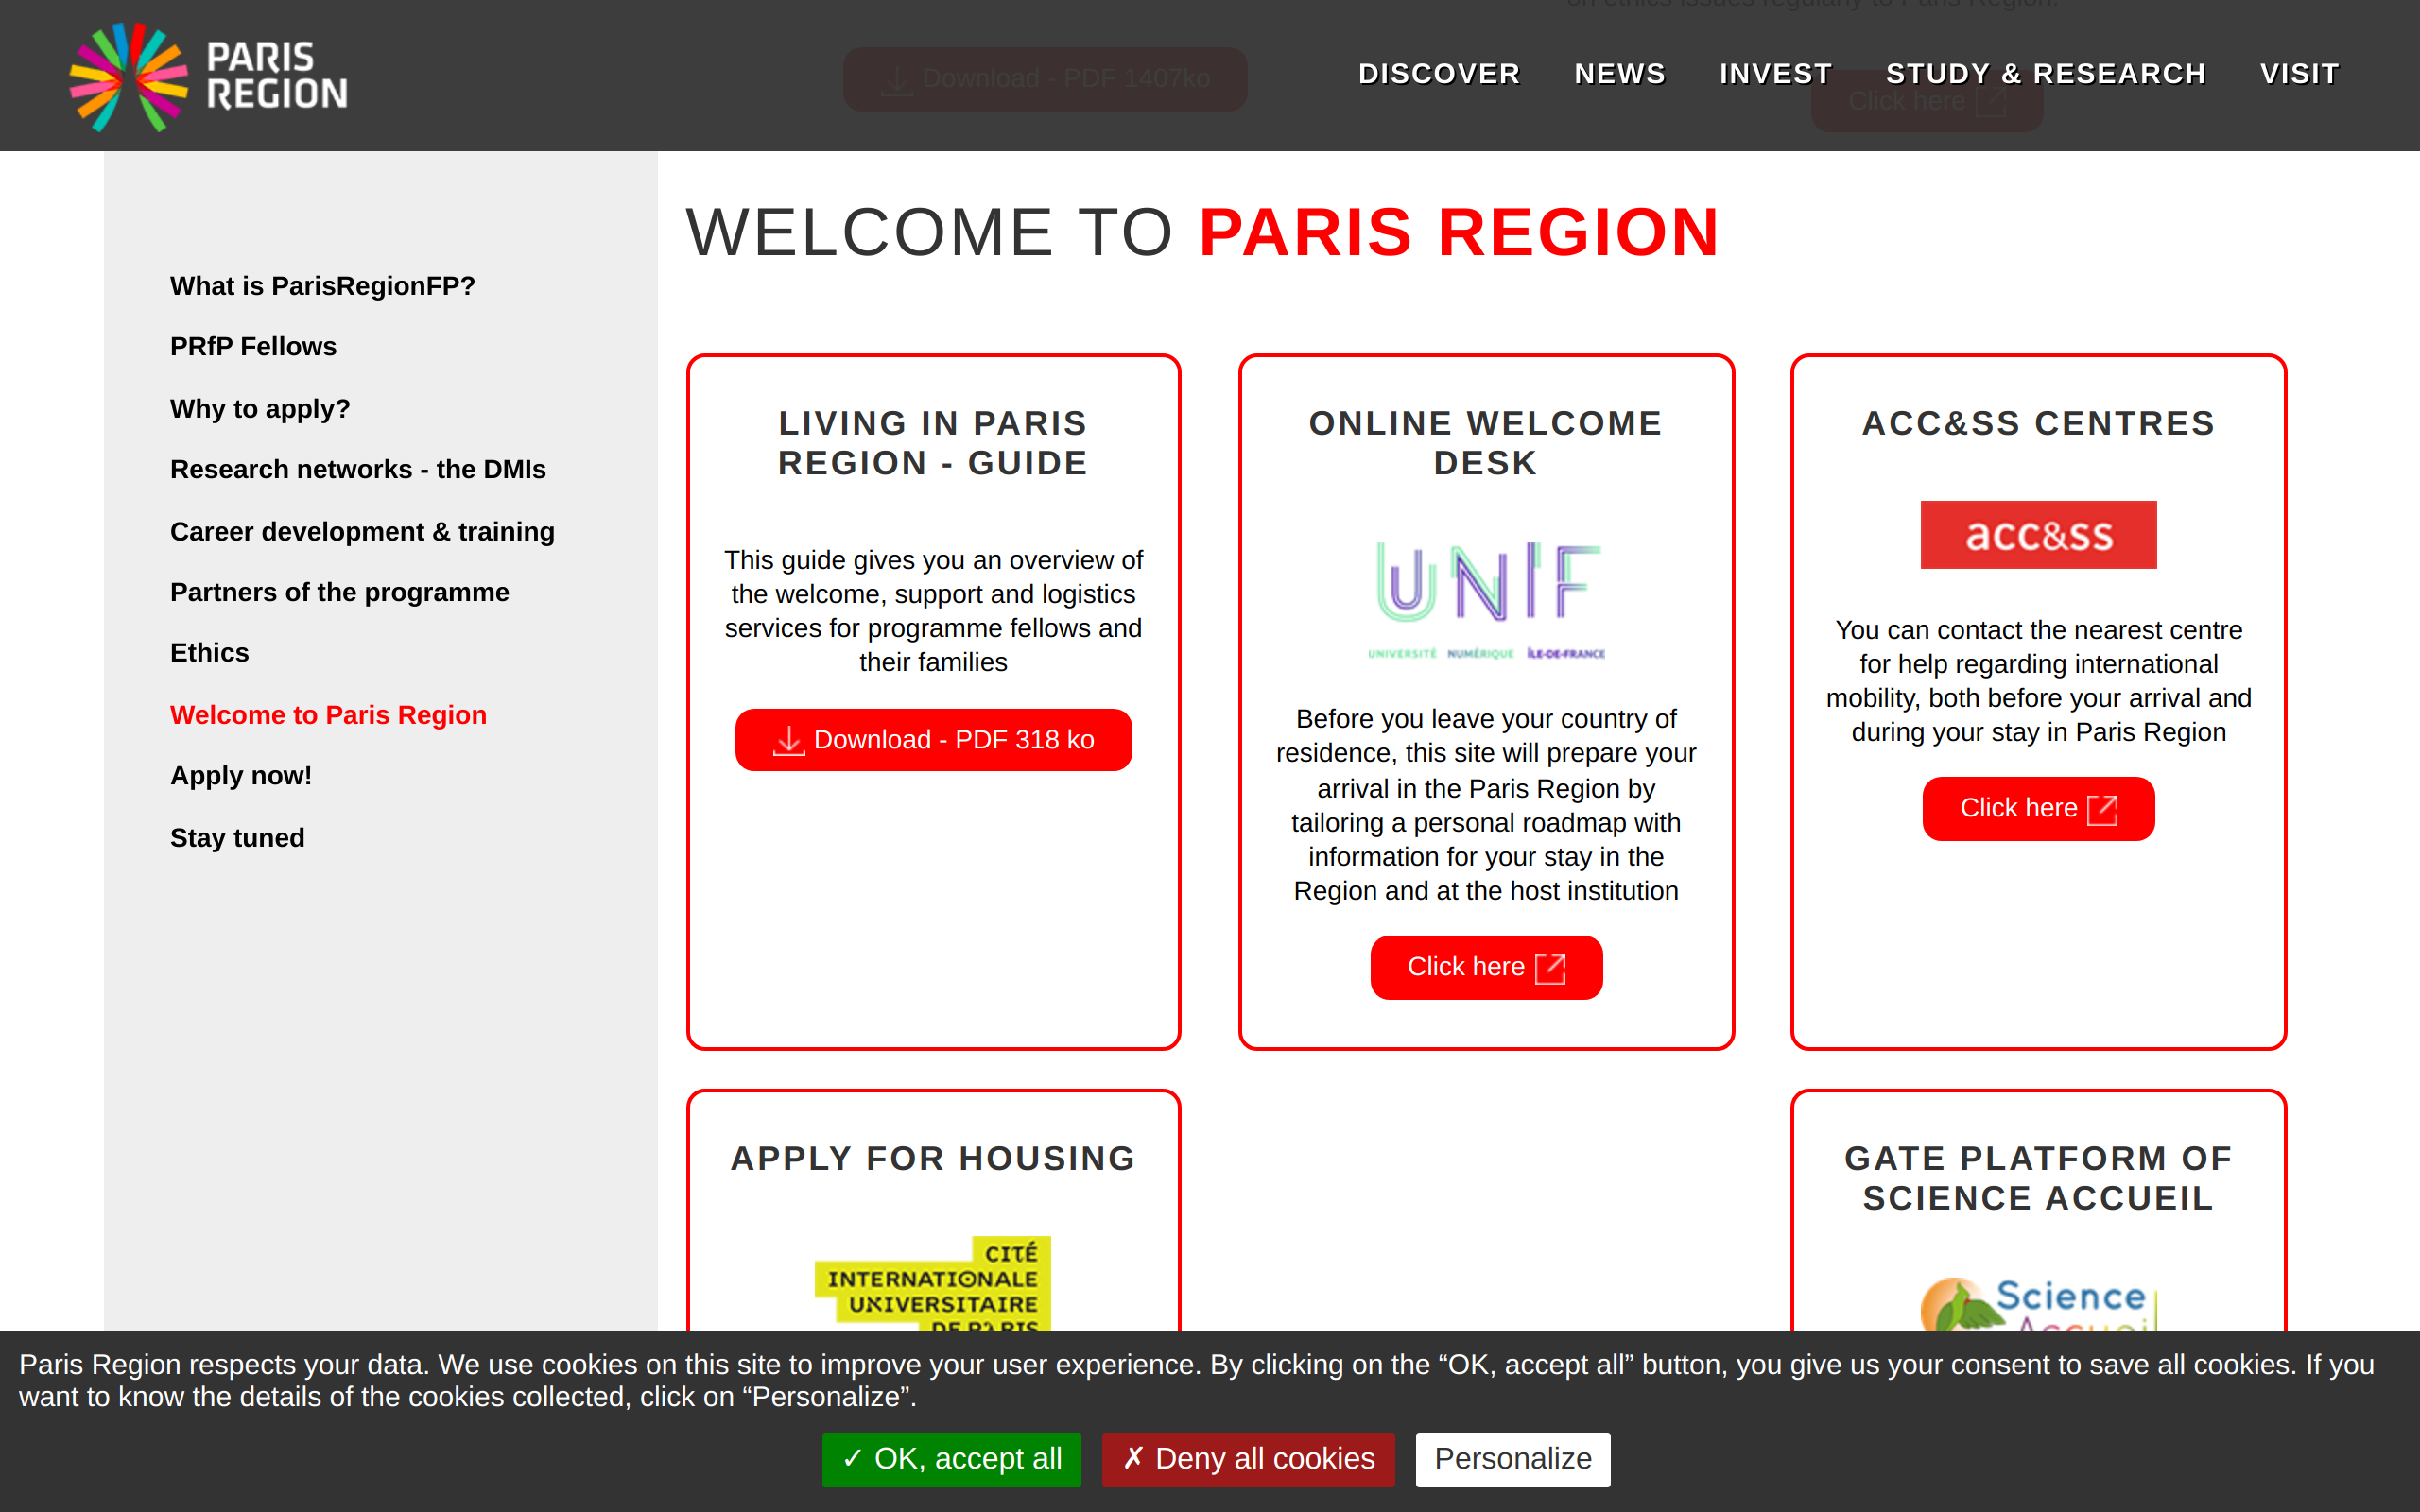 on ethics issues regularly to Paris Region.
PARIS
REGION
Download - PDF 1407ko
DISCOVER
NEWS
INVEST
STUDY & RESEARCH
VISIT
Click here
What is ParisRegionFP?
PRfP Fellows
Why to apply?
Research networks - the DMIs
Career development & training
Partners of the programme
Ethics
Welcome to Paris Region
Apply now!
Stay tuned
WELCOME TO PARIS REGION
LIVING IN PARIS
REGION - GUIDE
This guide gives you an overview of
the welcome, support and logistics
services for programme fellows and
their families
Download - PDF 318 ko
ONLINE WELCOME
DESK
UNIF
UNIVERSITÉ NUMÉRIQUE ÎLE-DE-FRANCE
Before you leave your country of
residence, this site will prepare your
arrival in the Paris Region by
tailoring a personal roadmap with
information for your stay in the
Region and at the host institution
Click here
ACC&SS CENTRES
acc&ss
You can contact the nearest centre
for help regarding international
mobility, both before your arrival and
during your stay in Paris Region
Click here
APPLY FOR HOUSING
CITÉ
INTERNATIONALE
UNIVERSITAIRE
DE PARIS
GATE PLATFORM OF
SCIENCE ACCUEIL
Science
Accueil
Paris Region respects your data. We use cookies on this site to improve your user experience. By clicking on the “OK, accept all” button, you give us your consent to save all cookies. If you
want to know the details of the cookies collected, click on “Personalize”.
✓ OK, accept all
✗ Deny all cookies
Personalize